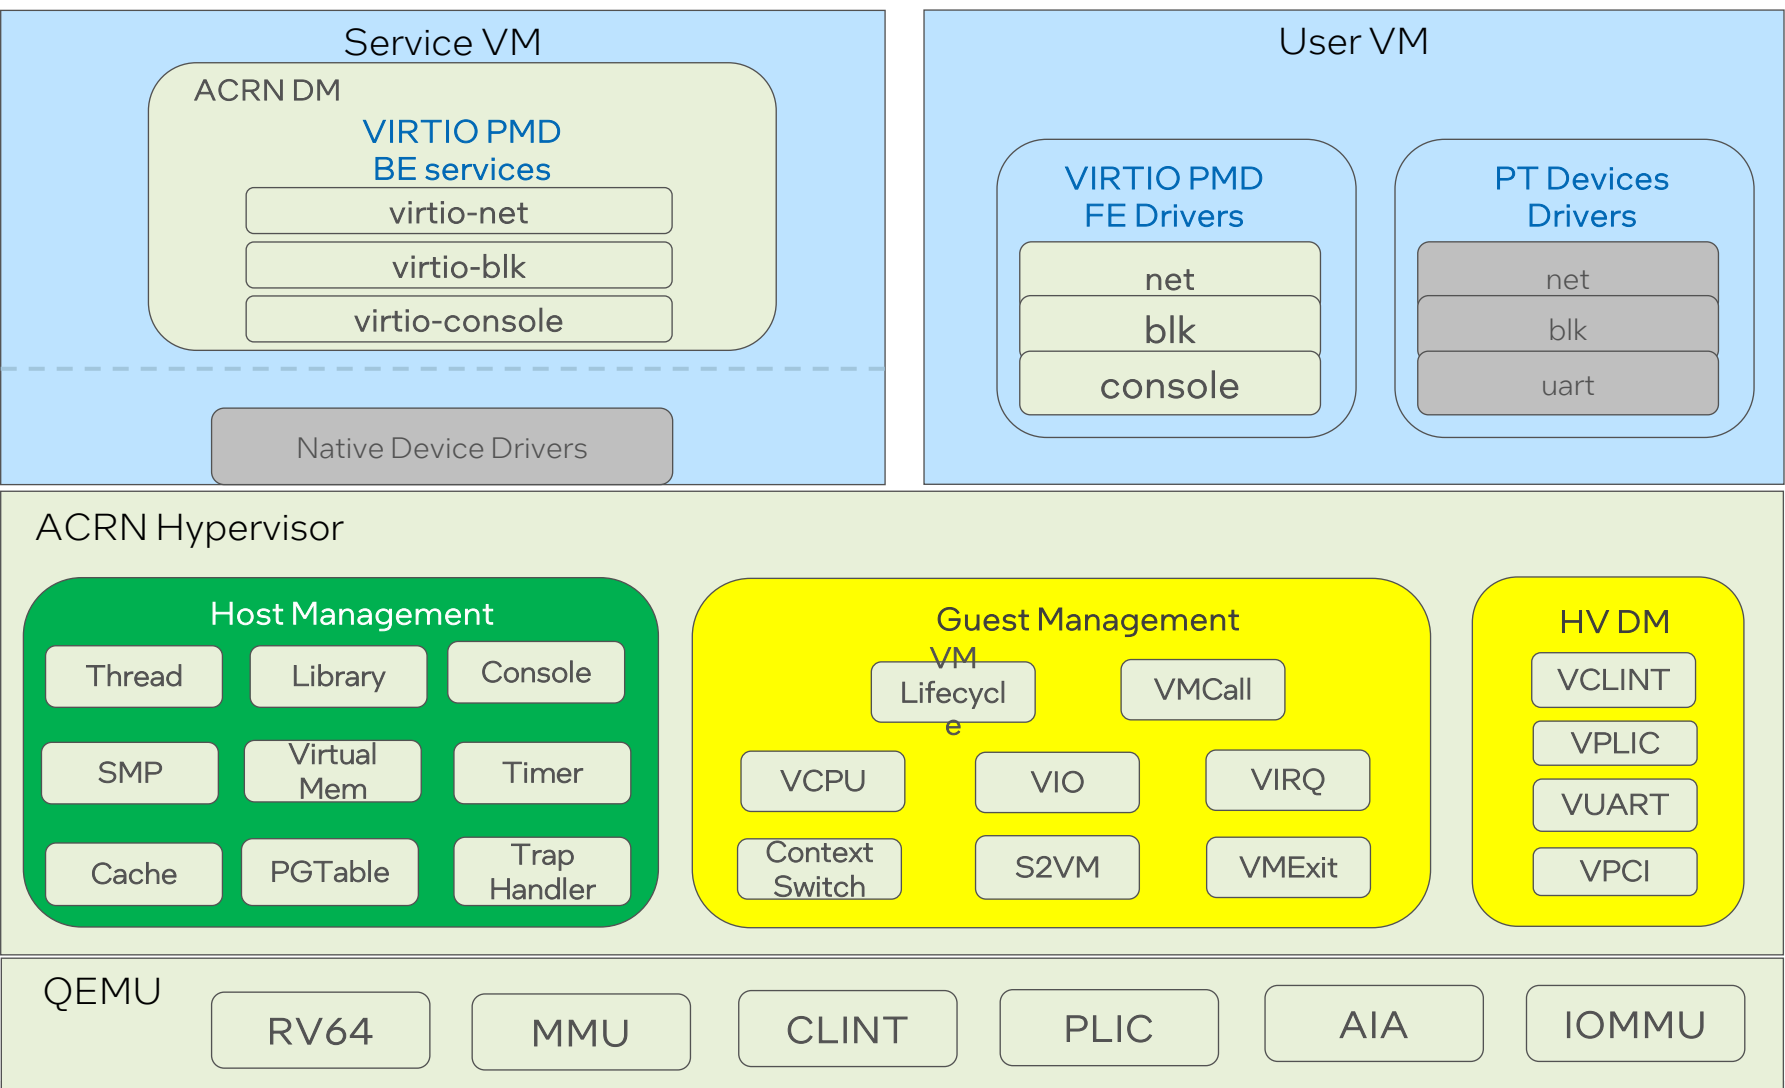 Service VM
ACRN DM
VIRTIO PMD
BE services
virtio-net
virtio-blk
virtio-console
Native Device Drivers
User VM
VIRTIO PMD
FE Drivers
net
blk
console
PT Devices
Drivers
net
blk
uart
ACRN Hypervisor
Host Management
Thread
Library
Console
SMP
Virtual
Mem
Timer
Cache
PGTable
Trap
Handler
Guest Management
VM
Lifecycl
e
VMCall
VCPU
VIO
VIRQ
Context
Switch
S2VM
VMExit
HV DM
VCLINT
VPLIC
VUART
VPCI
QEMU
RV64
MMU
CLINT
PLIC
AIA
IOMMU